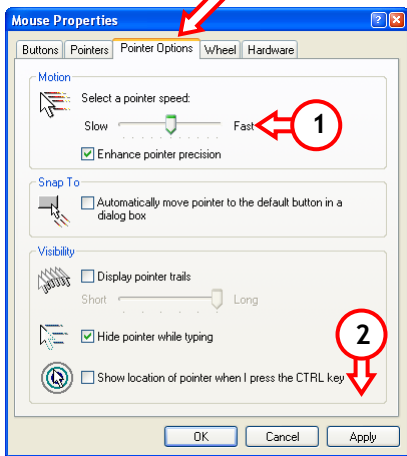 Mouse Properties
Buttons Pointers Pointer Options Wheel Hardware
Motion
Select a pointer speed:
Slow Fast 1
Enhance pointer precision
Snap To
Automatically move pointer to the default button in a
dialog box
Visibility
Display pointer trails
Short Long
Hide pointer while typing
2
Show location of pointer when I press the CTRL key
OK Cancel Apply